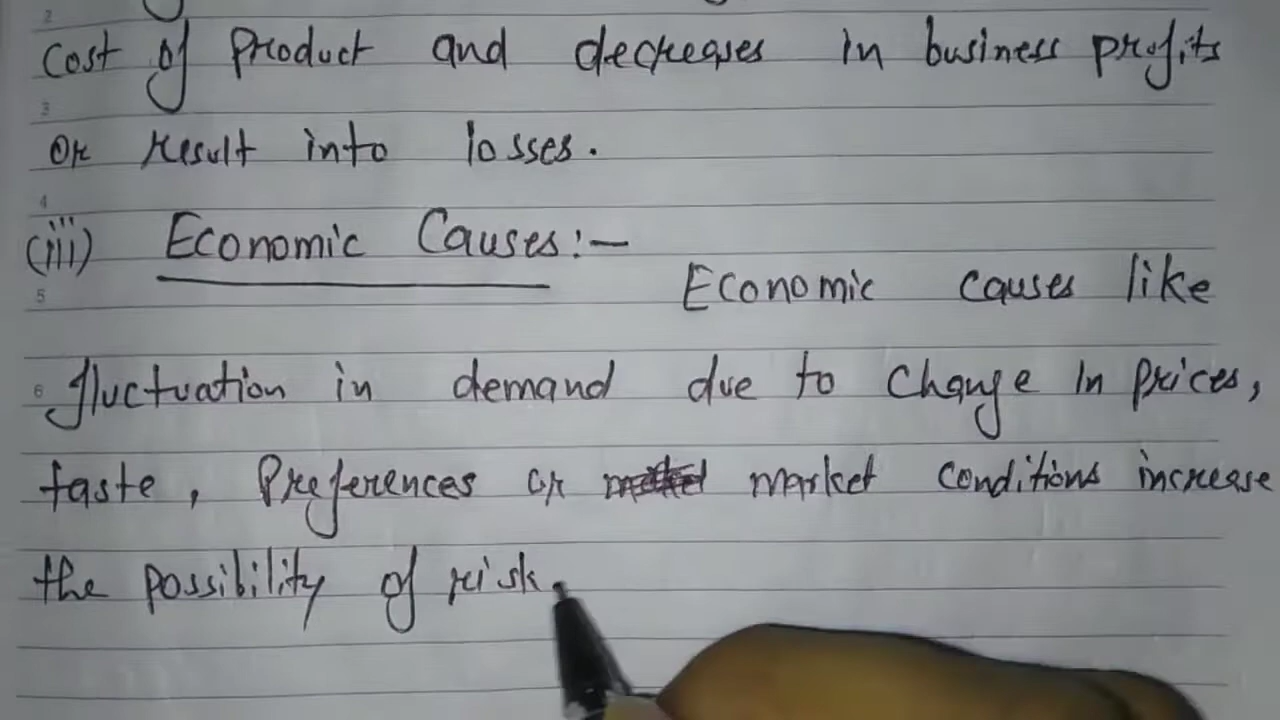 Cost of Product and decreases in business profits
or result into losses.
(iii) Economic Causes:-
Economic causes like
fluctuation in demand due to change in prices,
taste, Preferences or market conditions increase
the possibility of risk.